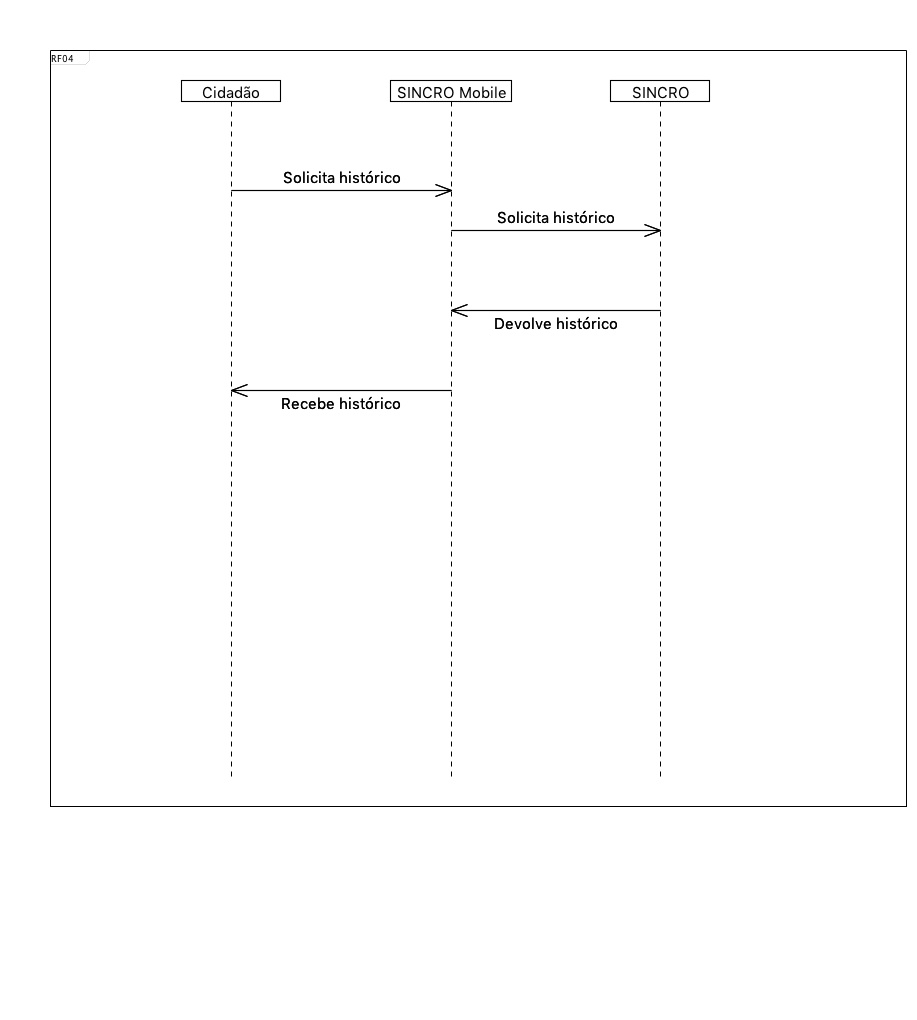 RF04
Cidadão
SINCRO Mobile
SINCRO
Solicita histórico
Solicita histórico
Devolve histórico
Recebe histórico